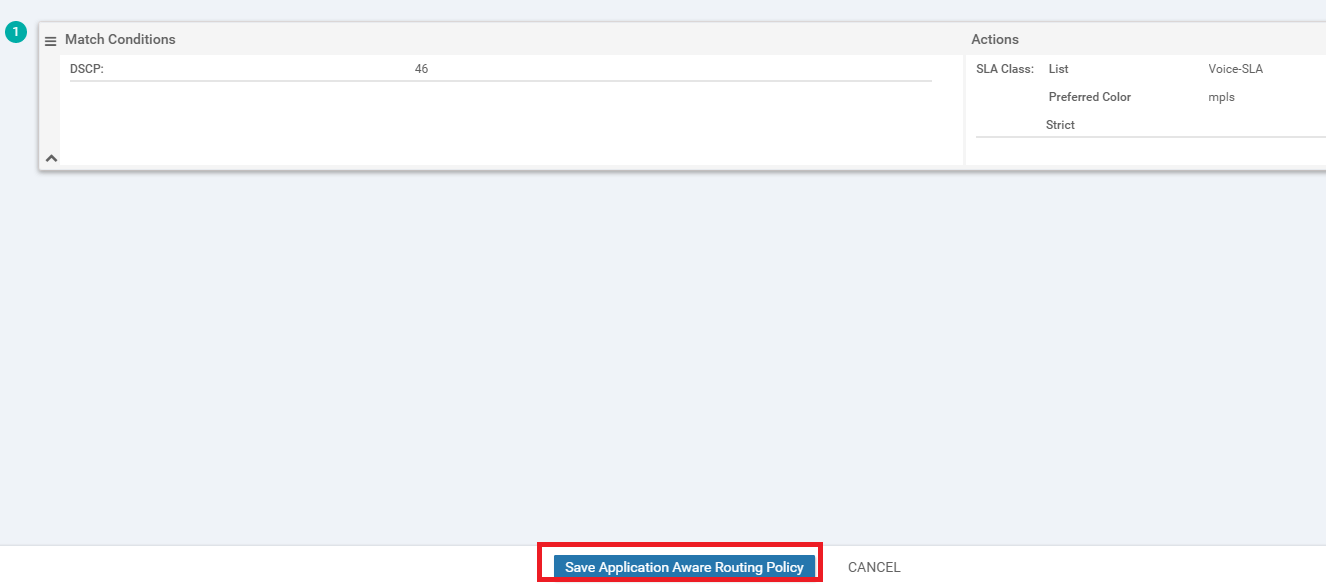 1
Match Conditions
Actions
DSCP: 46
SLA Class: List Voice-SLA
Preferred Color mpls
Strict
Save Application Aware Routing Policy
CANCEL